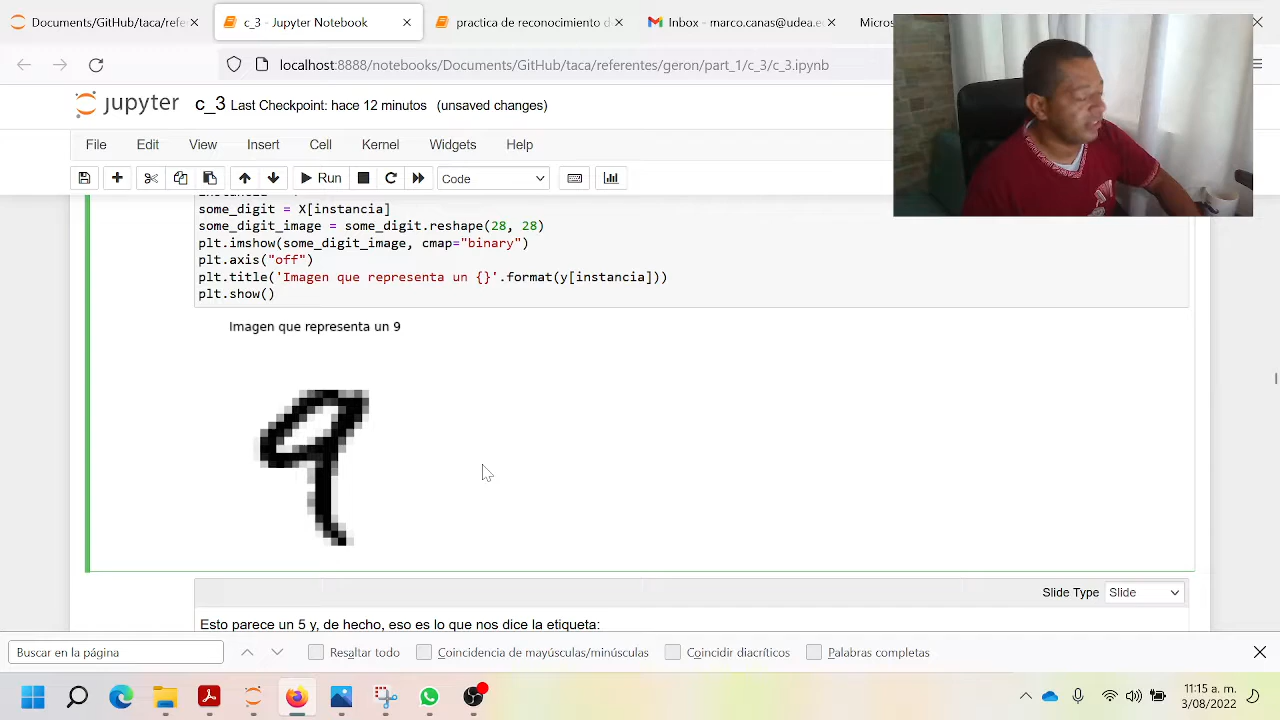 Documents/GitHub/taca/refe
c_3 - Jupyter Notebook
practica de reconocimiento d
Inbox - marco.canas@udea.e
Micros
localhost:8888/notebooks/Documents/GitHub/taca/referentes/geron/part_1/c_3/c_3.ipynb
jupyter c_3 Last Checkpoint: hace 12 minutos (unsaved changes)
File Edit View Insert Cell Kernel Widgets Help
Run Code
some_digit = X[instancia]
some_digit_image = some_digit.reshape(28, 28)
plt.imshow(some_digit_image, cmap="binary")
plt.axis("off")
plt.title('Imagen que representa un {}'.format(y[instancia]))
plt.show()
Imagen que representa un 9
9
Slide Type Slide
Esto parece un 5 y, de hecho, eso es lo que nos dice la etiqueta:
Buscar en la página Resaltar todo Coincidencia de mayúsculas/minúsculas Coincidir diacríticos Palabras completas
11:15 a. m.
3/08/2022